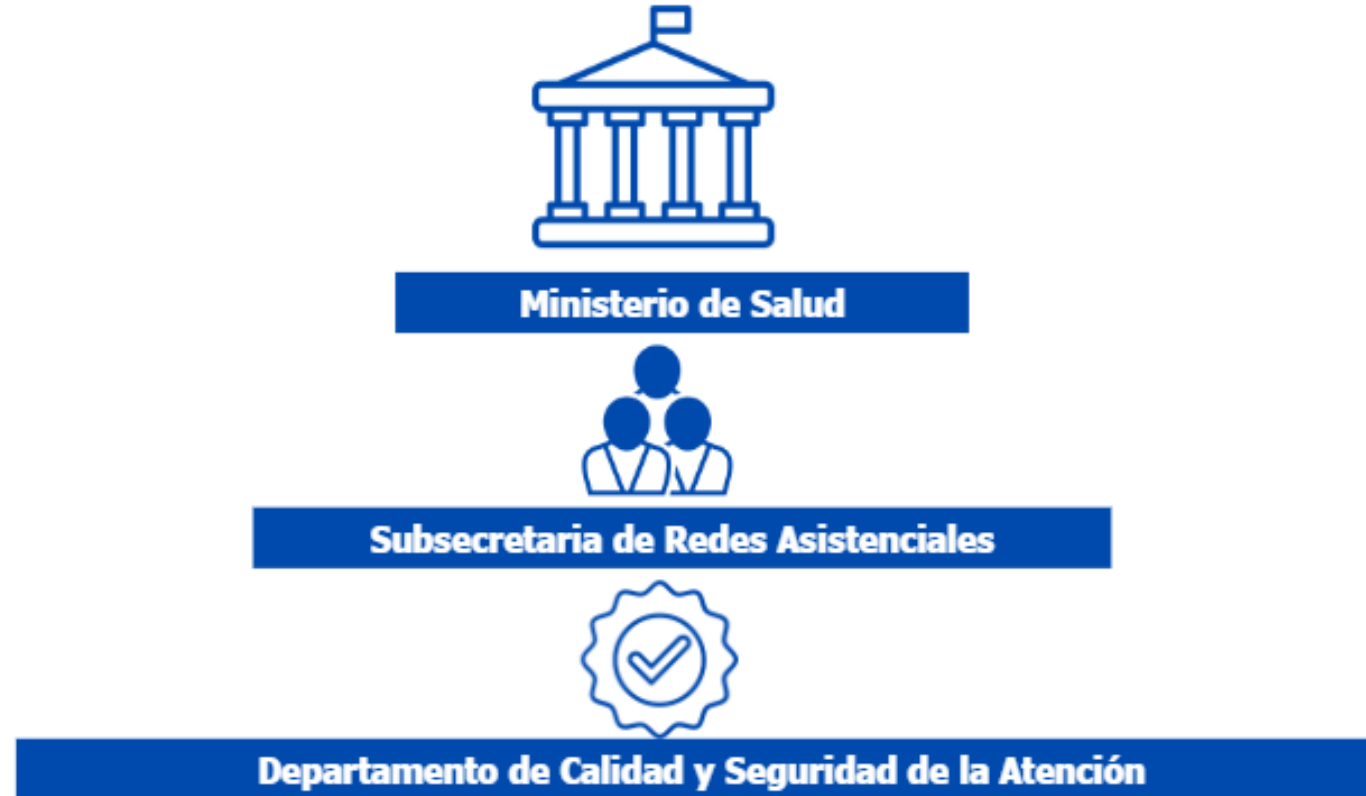 Ministerio de Salud
Subsecretaria de Redes Asistenciales
Departamento de Calidad y Seguridad de la Atención